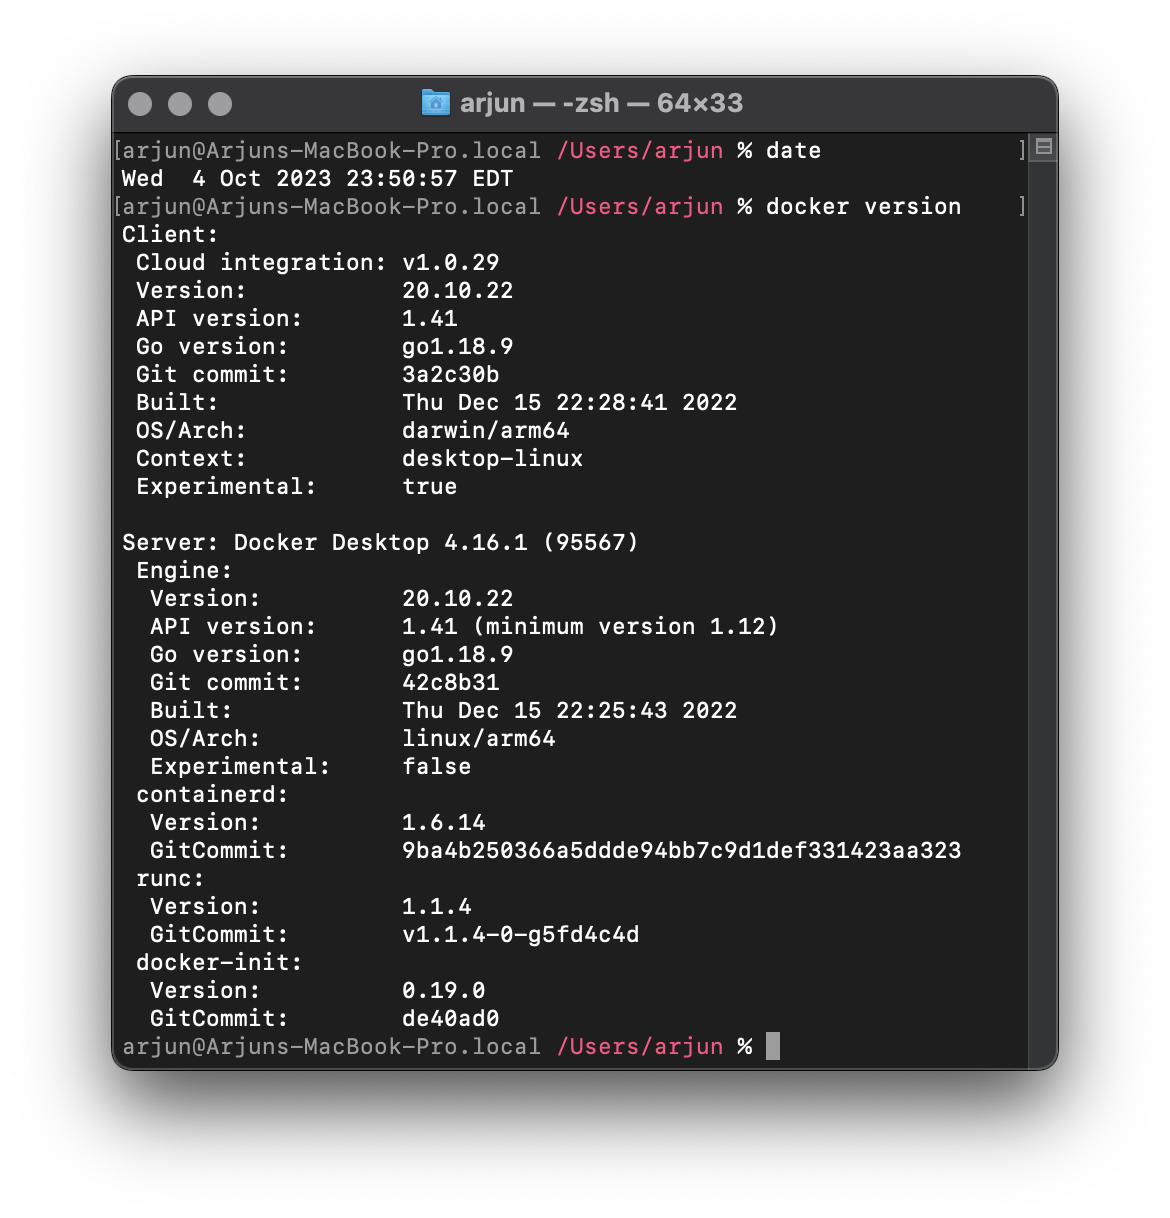 arjun — -zsh — 64×33
[arjun@Arjuns-MacBook-Pro.local /Users/arjun % date ]
Wed  4 Oct 2023 23:50:57 EDT
[arjun@Arjuns-MacBook-Pro.local /Users/arjun % docker version ]
Client:
 Cloud integration: v1.0.29
 Version:           20.10.22
 API version:       1.41
 Go version:        go1.18.9
 Git commit:        3a2c30b
 Built:             Thu Dec 15 22:28:41 2022
 OS/Arch:           darwin/arm64
 Context:           desktop-linux
 Experimental:      true

Server: Docker Desktop 4.16.1 (95567)
 Engine:
  Version:          20.10.22
  API version:      1.41 (minimum version 1.12)
  Go version:       go1.18.9
  Git commit:       42c8b31
  Built:            Thu Dec 15 22:25:43 2022
  OS/Arch:          linux/arm64
  Experimental:     false
 containerd:
  Version:          1.6.14
  GitCommit:        9ba4b250366a5ddde94bb7c9d1def331423aa323
 runc:
  Version:          1.1.4
  GitCommit:        v1.1.4-0-g5fd4c4d
 docker-init:
  Version:          0.19.0
  GitCommit:        de40ad0
arjun@Arjuns-MacBook-Pro.local /Users/arjun %